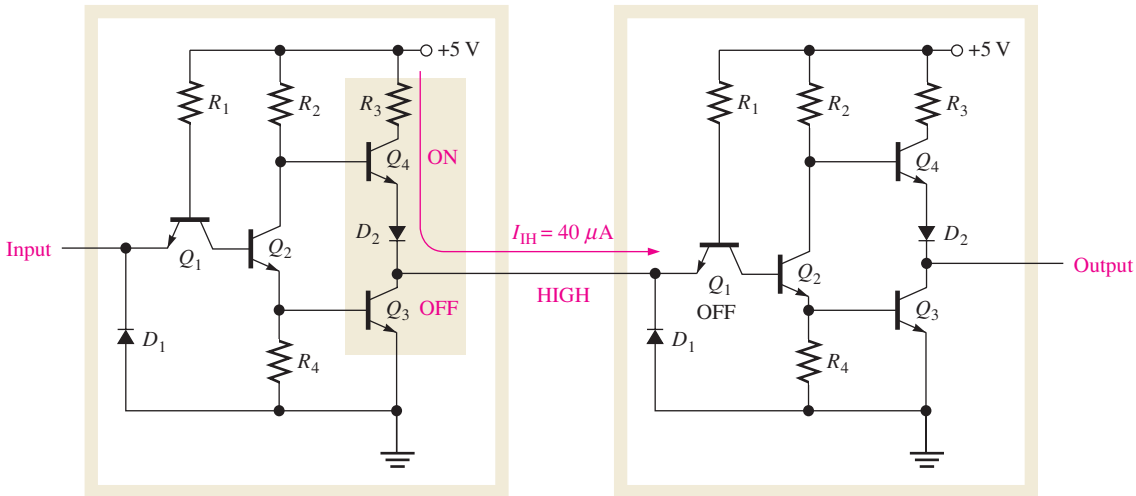 +5 V
R1
R2
R3
Q4
ON
D2
Input
Q1
Q2
Q3
OFF
D1
R4
IIH = 40 μA
HIGH
+5 V
R1
R2
R3
Q4
D2
Q1
OFF
Q2
Output
Q3
D1
R4